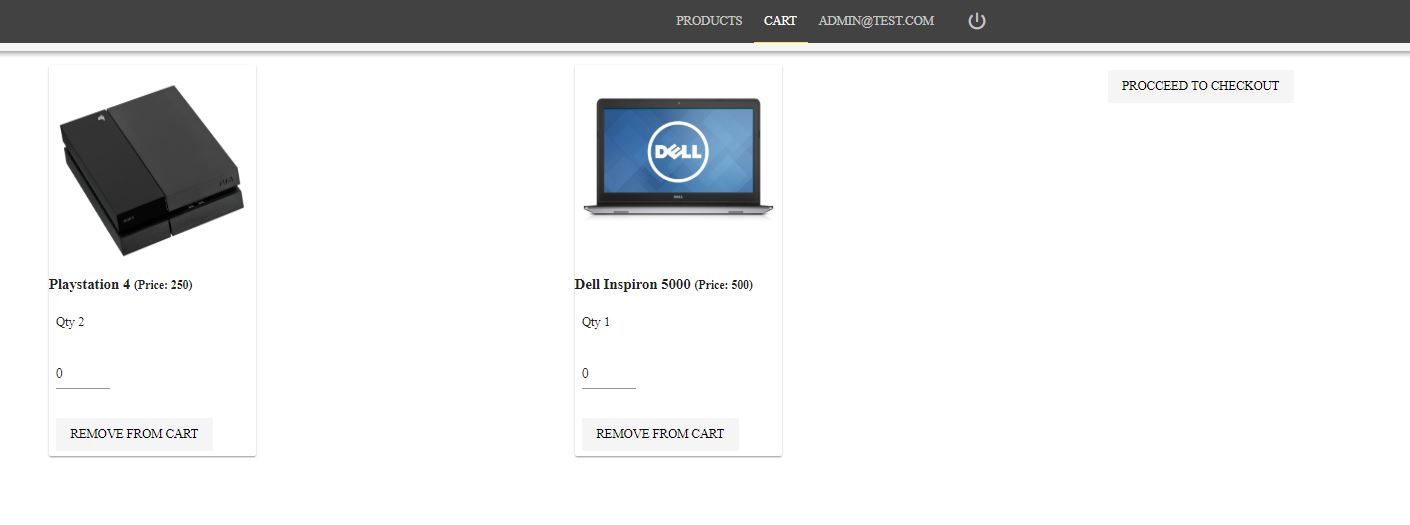 PRODUCTS CART ADMIN@TEST.COM
PROCCEED TO CHECKOUT
DELL
Playstation 4 (Price: 250)
Qty 2
0
REMOVE FROM CART
Dell Inspiron 5000 (Price: 500)
Qty 1
0
REMOVE FROM CART